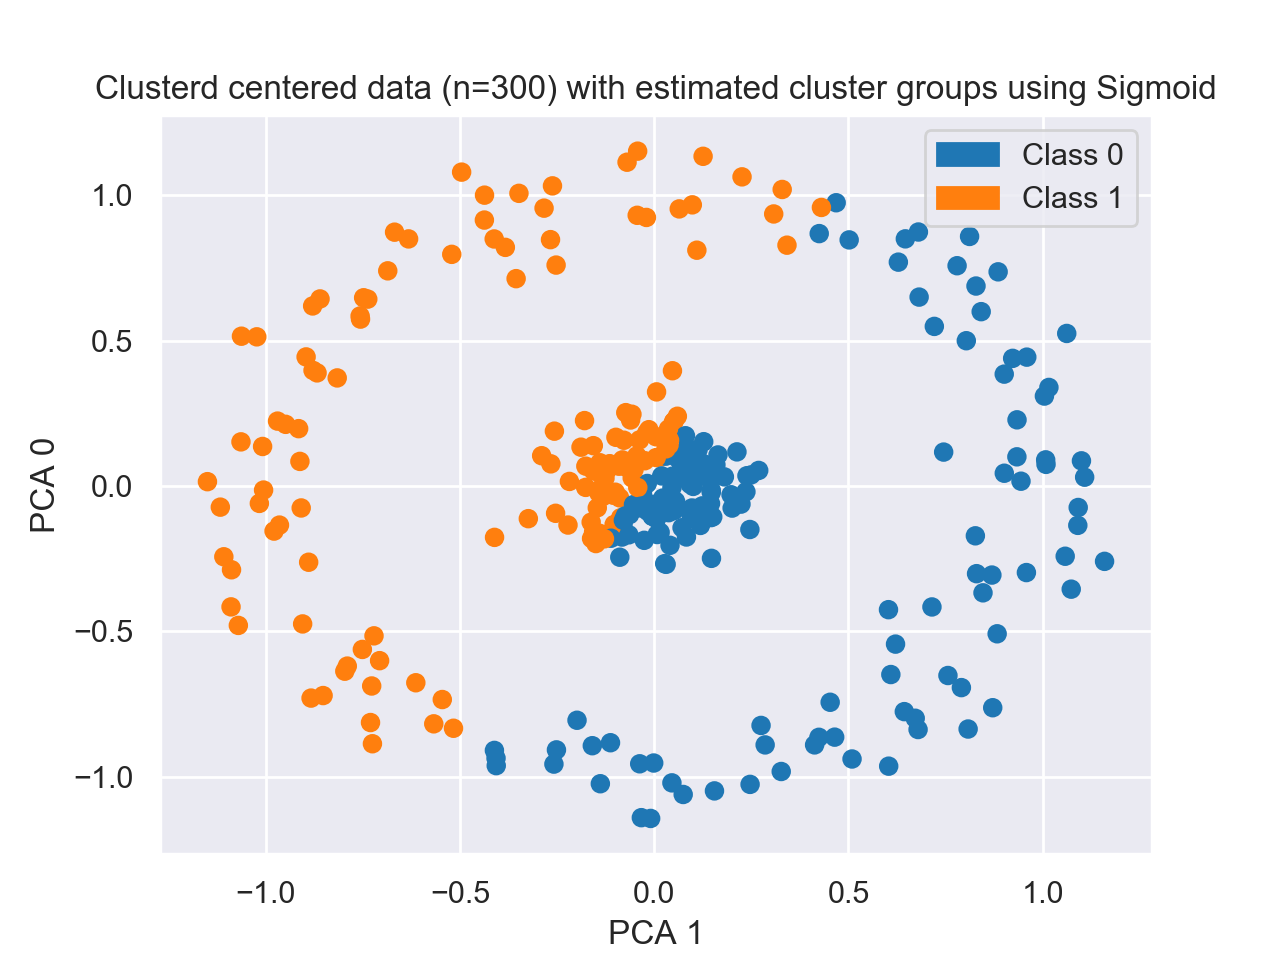 Clusterd centered data (n=300) with estimated cluster groups using Sigmoid
Class 0
Class 1
1.0
0.5
0.0
−0.5
−1.0
PCA 0
−1.0
−0.5
0.0
0.5
1.0
PCA 1